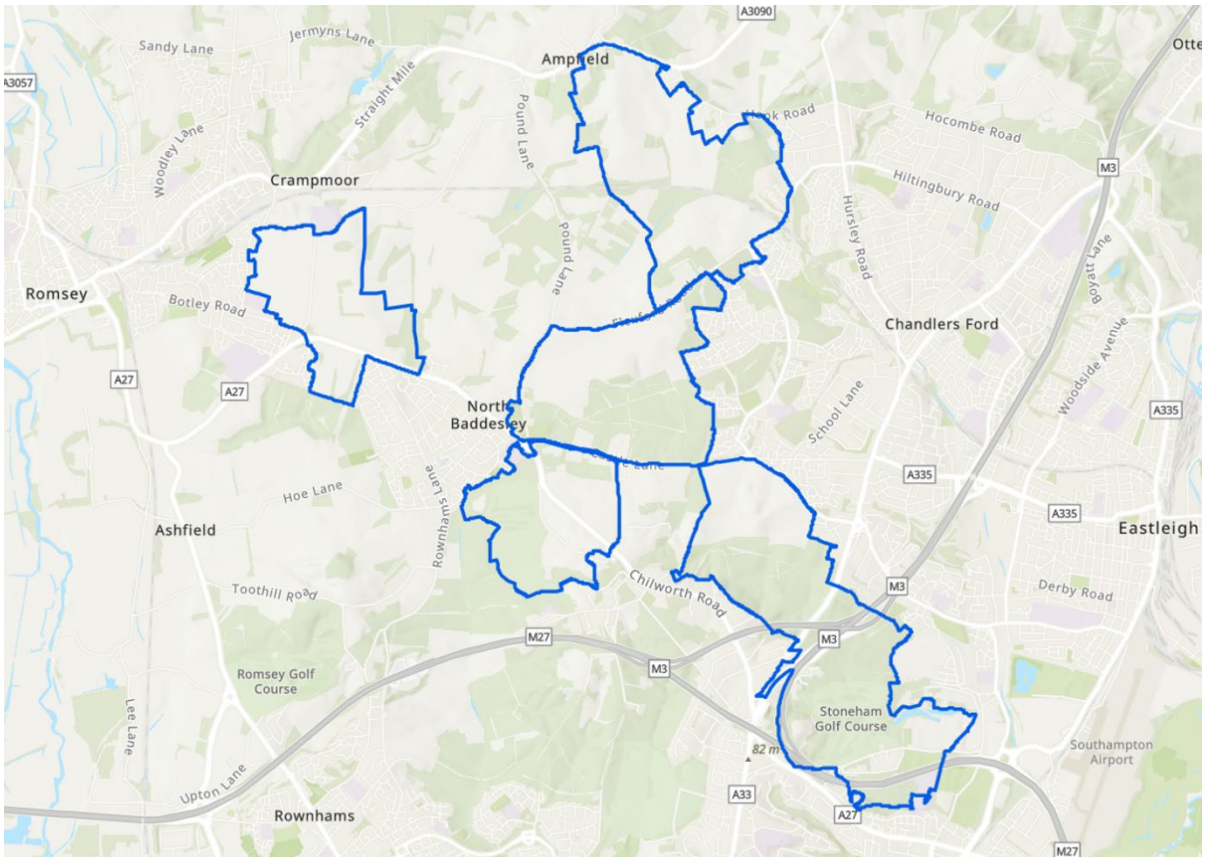 A3090
Jermyns Lane
Sandy Lane
Otte
Ampfield
A3057
Straight Mile
Pound Lane
Hook Road
Hocombe Road
Woodley Lane
M3
Crampmoor
Hiltingbury Road
Hursley Road
Pound Lane
Boyatt Lane
Romsey
Botley Road
Flexford Road
Chandlers Ford
Woodside Avenue
A27
A27
School Lane
North
Baddesley
A335
Castle Lane
A335
Hoe Lane
Rownhams Lane
A335
Ashfield
Eastleigh
Chilworth Road
Toothill Road
M3
Derby Road
M27
M3
M3
Romsey Golf
Course
Lee Lane
Stoneham
Golf Course
82 m
Southampton
Airport
Upton Lane
A33
Rownhams
A27
M27